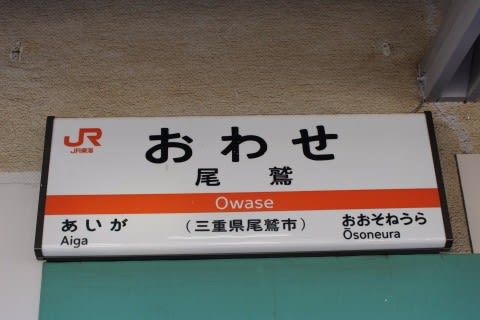 JR
JR東海
おわせ
尾鷲
Owase
あいが
Aiga
(三重県尾鷲市)
おおそねうら
Ōsoneura